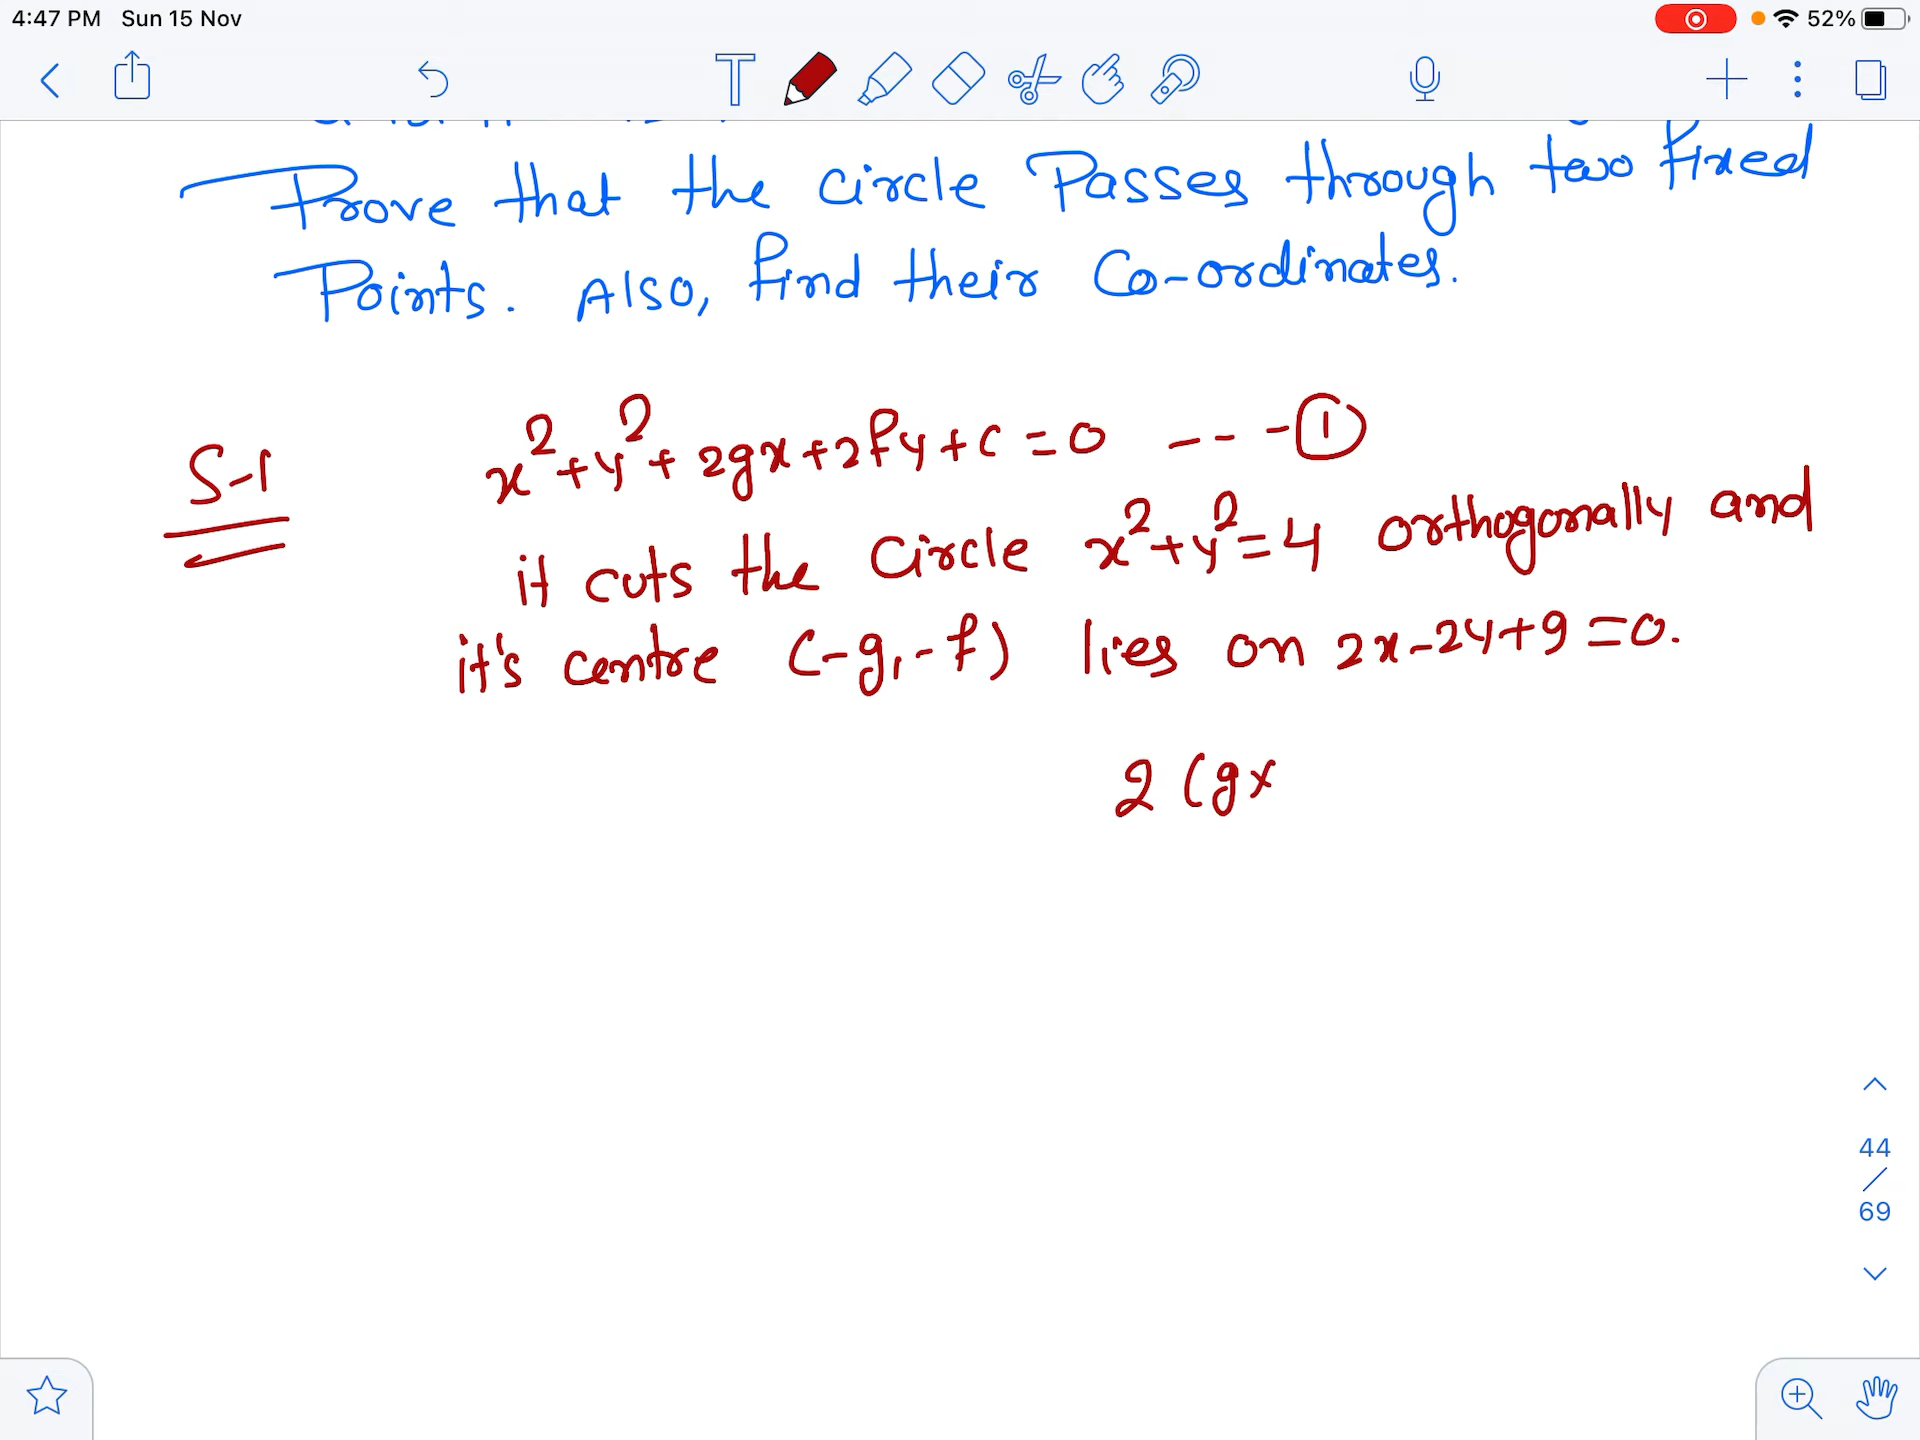 4:47 PM Sun 15 Nov
52%
T
Prove that the circle Passes through two fixed
Points. Also, find their Co-ordinates.
S-1
x²+y²+2gx+2fy+c=0 ---①
it cuts the Circle x²+y²=4 orthogonally and
it's centre (-g,-f) lies on 2x-2y+9=0.
2 (gx
44
/
69